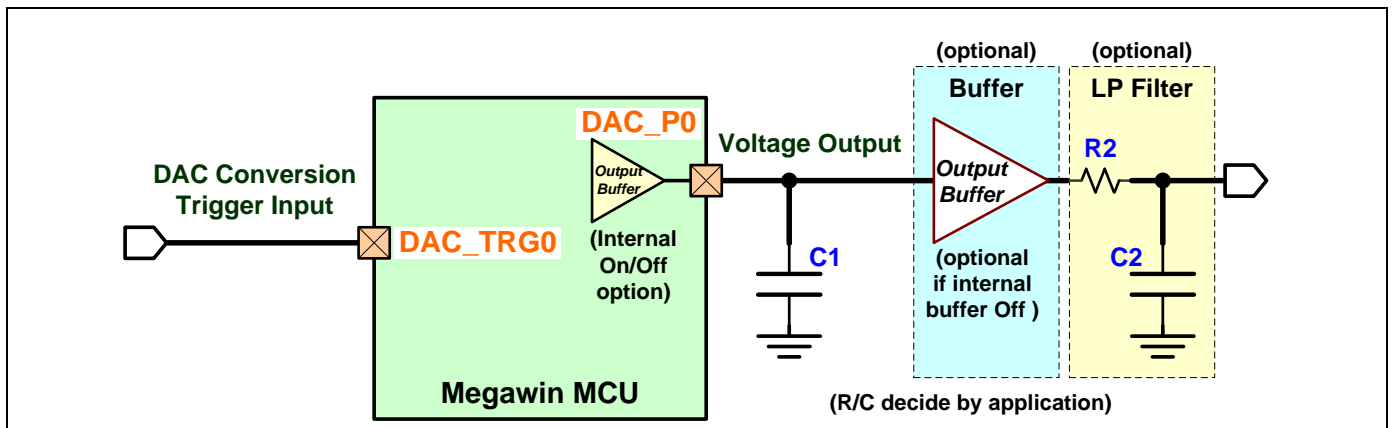 (optional)
(optional)
Buffer
LP Filter
DAC_P0
Voltage Output
R2
Output
Buffer
Output
Buffer
DAC Conversion
Trigger Input
DAC_TRG0
(Internal
On/Off
option)
C1
(optional
if internal
buffer Off )
C2
Megawin MCU
(R/C decide by application)